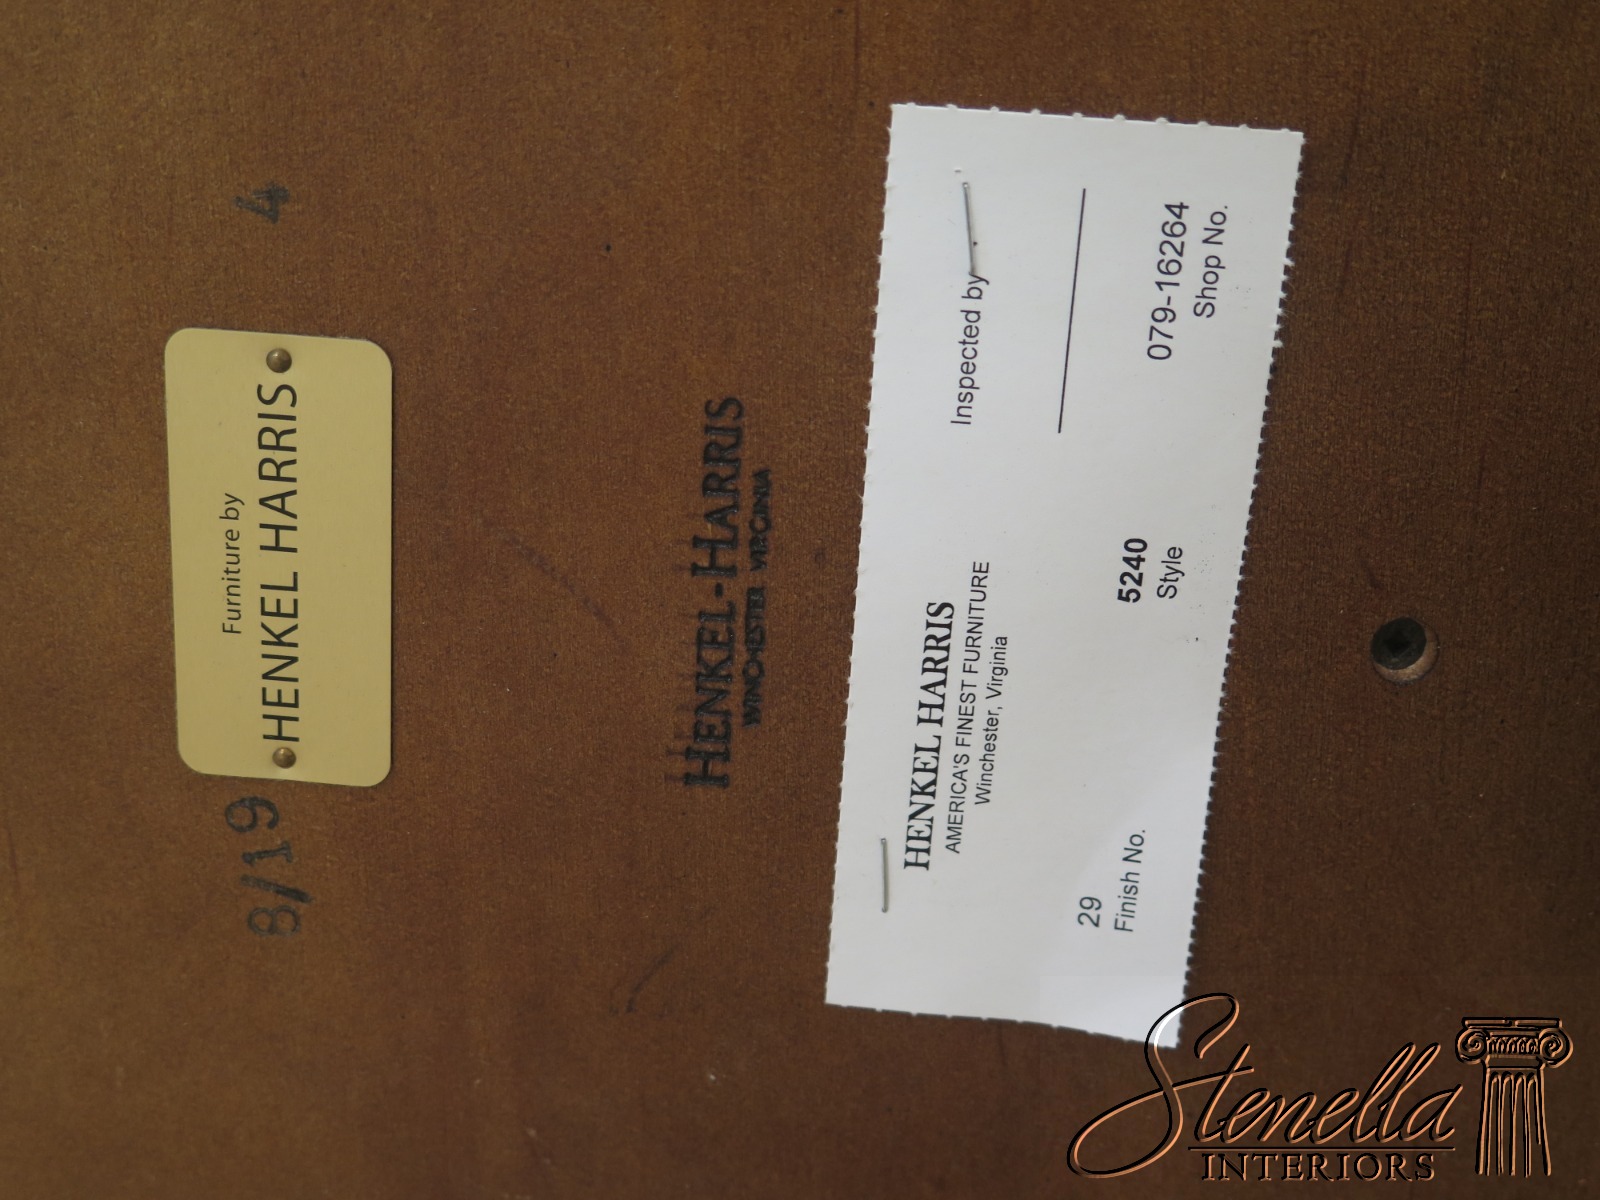 8/19 4
Furniture by
HENKEL HARRIS
HENKEL-HARRIS
WINCHESTER VIRGINIA
HENKEL HARRIS
AMERICA'S FINEST FURNITURE
Winchester, Virginia
Inspected by
29
Finish No.
5240
Style
079-16264
Shop No.
Stenella
INTERIORS